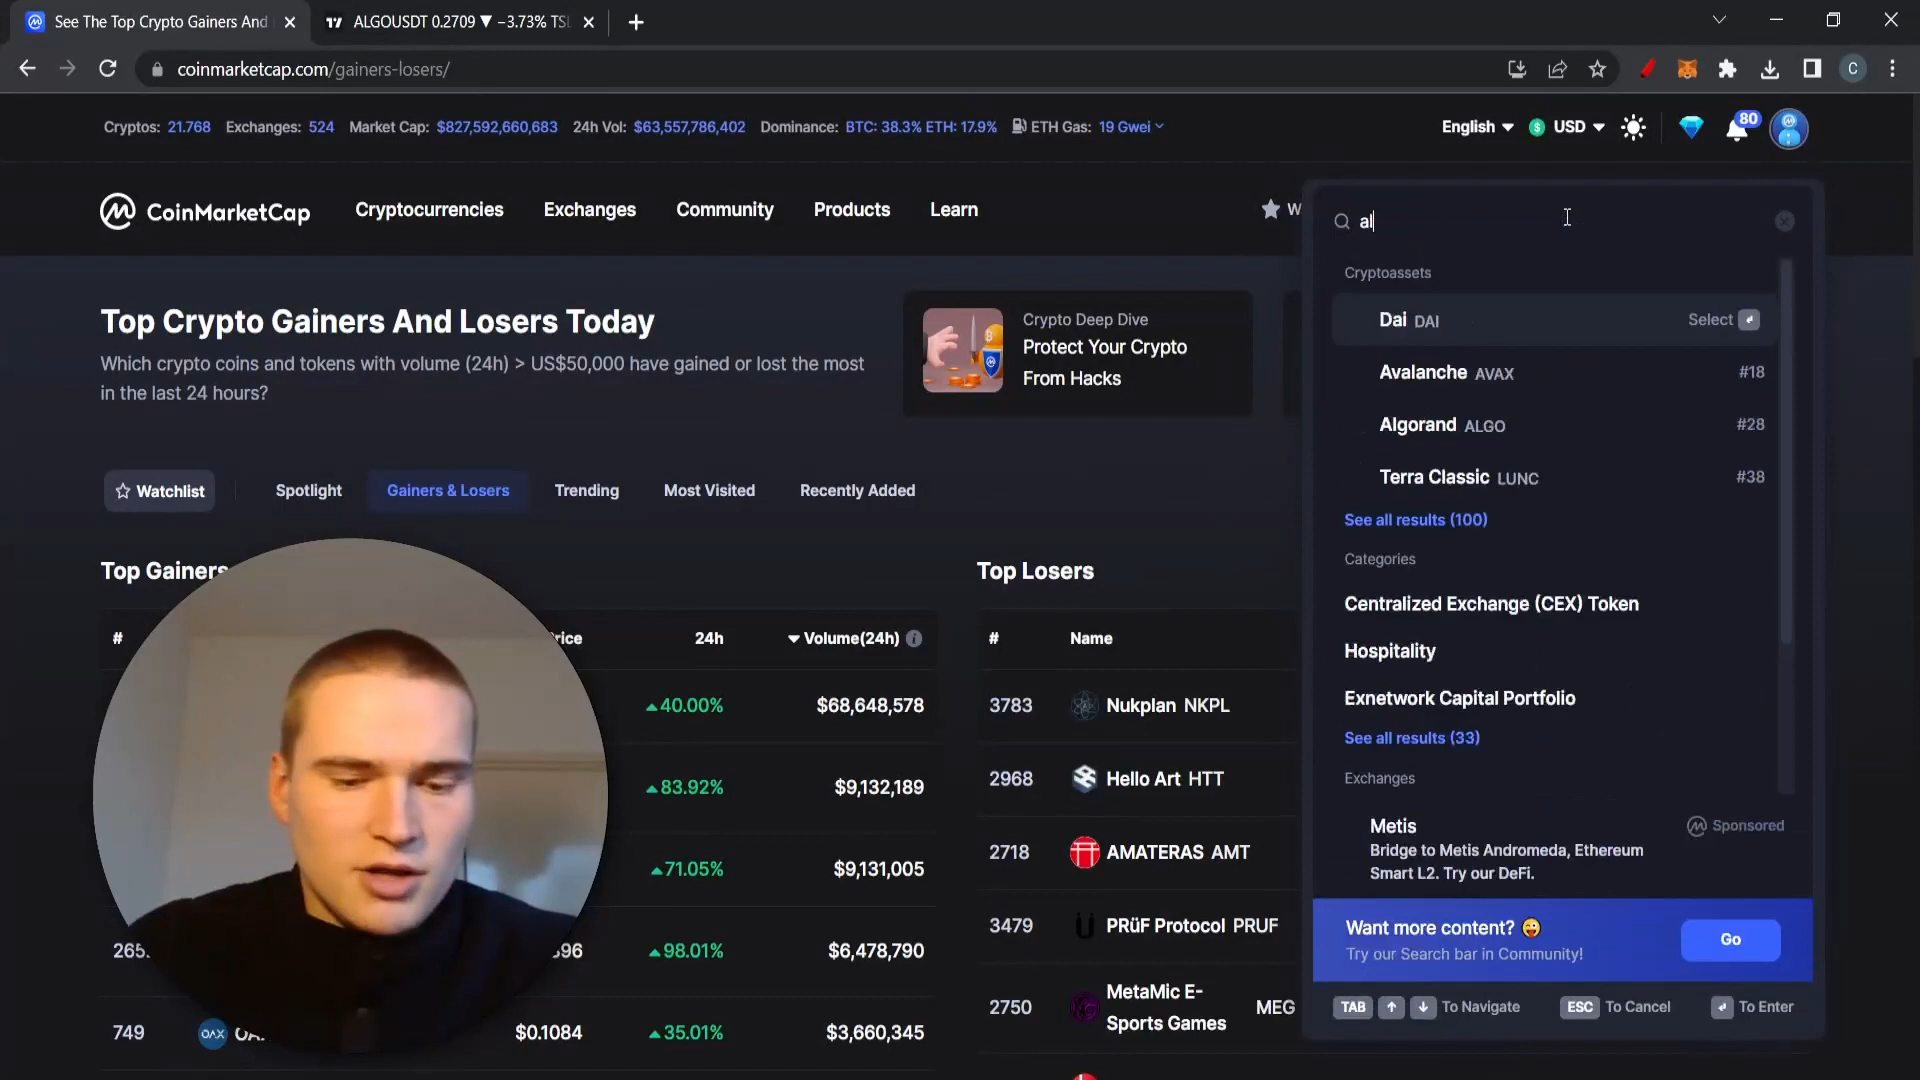 See The Top Crypto Gainers And
ALGOUSDT 0.2709 ▼ −3.73%
coinmarketcap.com/gainers-losers/
C
Cryptos: 21.768 Exchanges: 524 Market Cap: $827,592,660,683 24h Vol: $63,557,786,402 Dominance: BTC: 38.3% ETH: 17.9% ETH Gas: 19 Gwei
English USD 80
CoinMarketCap Cryptocurrencies Exchanges Community Products Learn
al
Cryptoassets
Dai DAI Select
Avalanche AVAX #18
Algorand ALGO #28
Terra Classic LUNC #38
See all results (100)
Categories
Centralized Exchange (CEX) Token
Hospitality
Exnetwork Capital Portfolio
See all results (33)
Exchanges
Metis Sponsored
Bridge to Metis Andromeda, Ethereum
Smart L2. Try our DeFi.
Want more content? 😜
Try our Search bar in Community!
Go
TAB ↑ ↓ To Navigate ESC To Cancel To Enter
Top Crypto Gainers And Losers Today
Which crypto coins and tokens with volume (24h) > US$50,000 have gained or lost the most
in the last 24 hours?
Crypto Deep Dive
Protect Your Crypto
From Hacks
Watchlist Spotlight Gainers & Losers Trending Most Visited Recently Added
Top Gainers
# 24h Volume(24h)
40.00% $68,648,578
83.92% $9,132,189
71.05% $9,131,005
98.01% $6,478,790
749 OAX $0.1084 35.01% $3,660,345
Top Losers
# Name
3783 Nukplan NKPL
2968 Hello Art HTT
2718 AMATERAS AMT
3479 PRüF Protocol PRUF
2750 MetaMic E-
Sports Games MEG